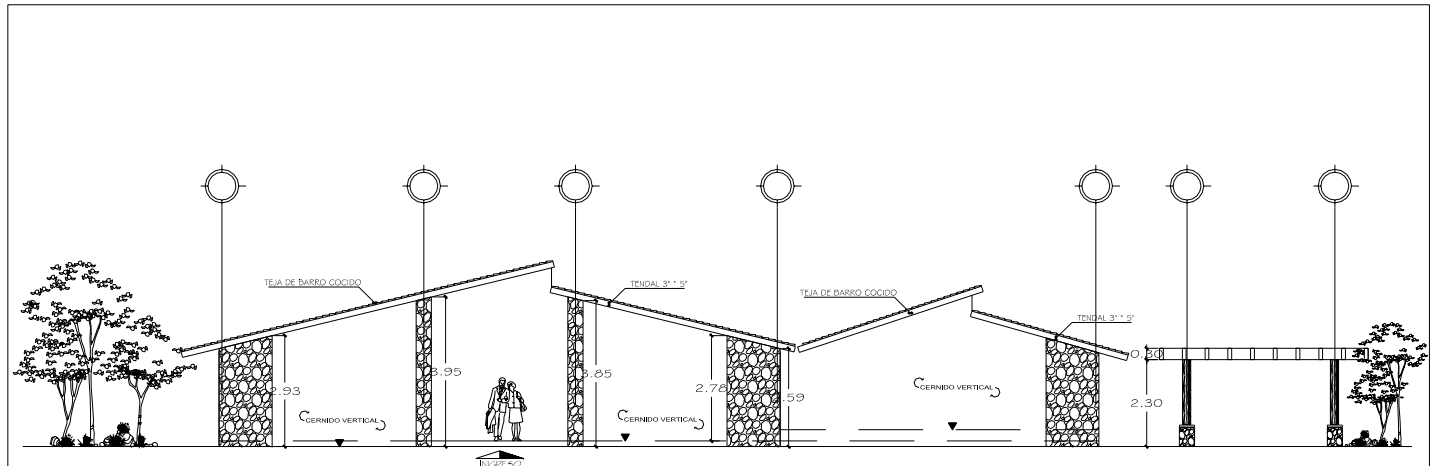 TEJA DE BARRO COCIDO
TENDAL 3" * 5"
TEJA DE BARRO COCIDO
TENDAL 3" * 5"
0.30
2.93
3.95
3.85
2.78
.59
2.30
CERNIDO VERTICAL
CERNIDO VERTICAL
CERNIDO VERTICAL
INGRESO